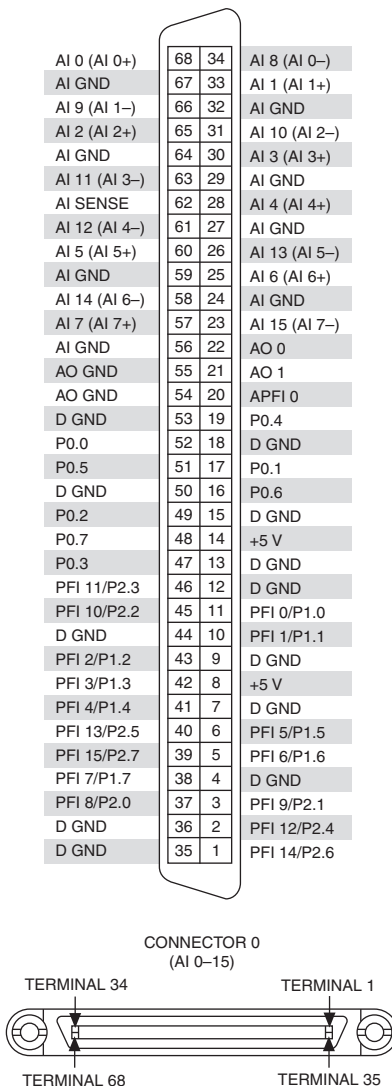 AI 0 (AI 0+) 68 34 AI 8 (AI 0–)
AI GND 67 33 AI 1 (AI 1+)
AI 9 (AI 1–) 66 32 AI GND
AI 2 (AI 2+) 65 31 AI 10 (AI 2–)
AI GND 64 30 AI 3 (AI 3+)
AI 11 (AI 3–) 63 29 AI GND
AI SENSE 62 28 AI 4 (AI 4+)
AI 12 (AI 4–) 61 27 AI GND
AI 5 (AI 5+) 60 26 AI 13 (AI 5–)
AI GND 59 25 AI 6 (AI 6+)
AI 14 (AI 6–) 58 24 AI GND
AI 7 (AI 7+) 57 23 AI 15 (AI 7–)
AI GND 56 22 AO 0
AO GND 55 21 AO 1
AO GND 54 20 APFI 0
D GND 53 19 P0.4
P0.0 52 18 D GND
P0.5 51 17 P0.1
D GND 50 16 P0.6
P0.2 49 15 D GND
P0.7 48 14 +5 V
P0.3 47 13 D GND
PFI 11/P2.3 46 12 D GND
PFI 10/P2.2 45 11 PFI 0/P1.0
D GND 44 10 PFI 1/P1.1
PFI 2/P1.2 43 9 D GND
PFI 3/P1.3 42 8 +5 V
PFI 4/P1.4 41 7 D GND
PFI 13/P2.5 40 6 PFI 5/P1.5
PFI 15/P2.7 39 5 PFI 6/P1.6
PFI 7/P1.7 38 4 D GND
PFI 8/P2.0 37 3 PFI 9/P2.1
D GND 36 2 PFI 12/P2.4
D GND 35 1 PFI 14/P2.6
CONNECTOR 0
(AI 0–15)
TERMINAL 34 TERMINAL 1
TERMINAL 68 TERMINAL 35